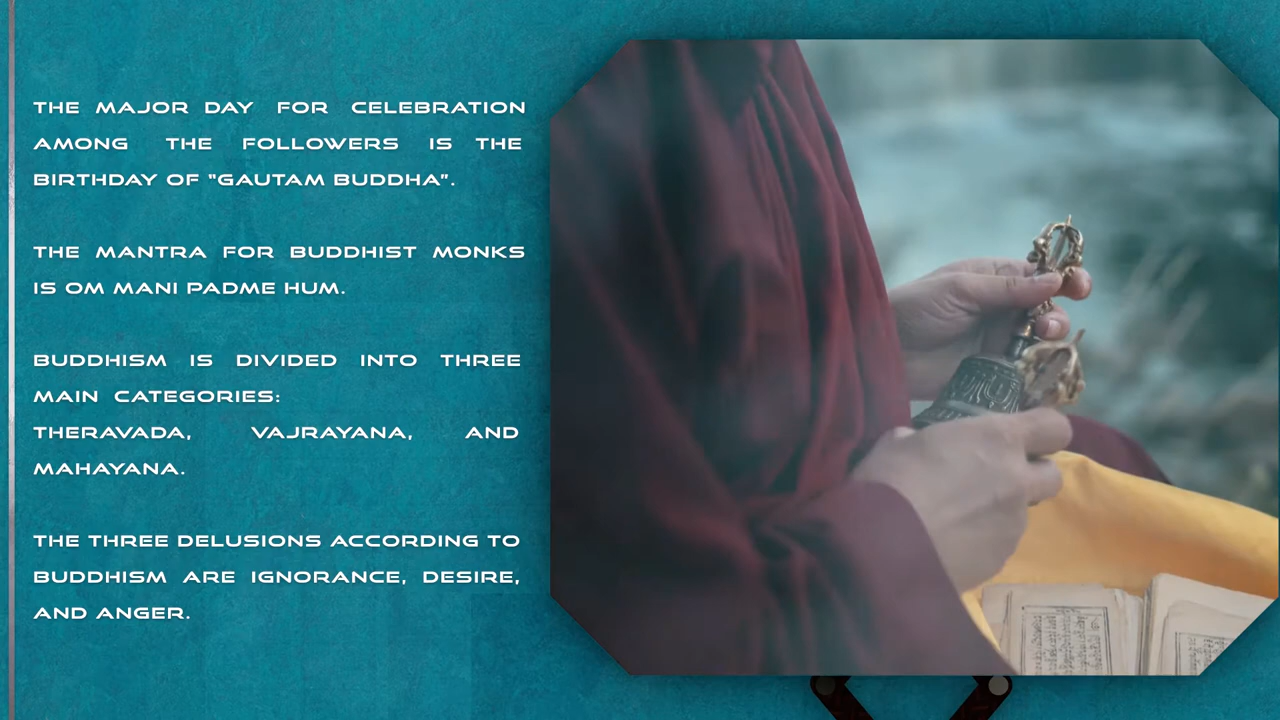 THE MAJOR DAY FOR CELEBRATION
AMONG THE FOLLOWERS IS THE
BIRTHDAY OF "GAUTAM BUDDHA".
THE MANTRA FOR BUDDHIST MONKS
IS OM MANI PADME HUM.
BUDDHISM IS DIVIDED INTO THREE
MAIN CATEGORIES:
THERAVADA, VAJRAYANA, AND
MAHAYANA.
THE THREE DELUSIONS ACCORDING TO
BUDDHISM ARE IGNORANCE, DESIRE,
AND ANGER.